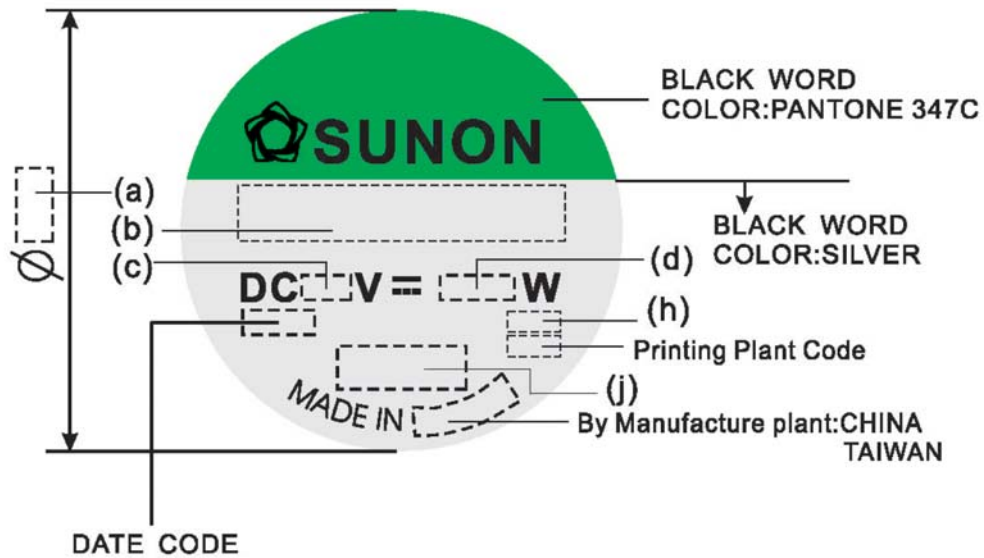 BLACK WORD
COLOR:PANTONE 347C
SUNON
(a)
(b)
BLACK WORD
COLOR:SILVER
(c)
(d)
DC V W
(h)
Printing Plant Code
(j)
MADE IN
By Manufacture plant:CHINA
TAIWAN
Ø
DATE CODE